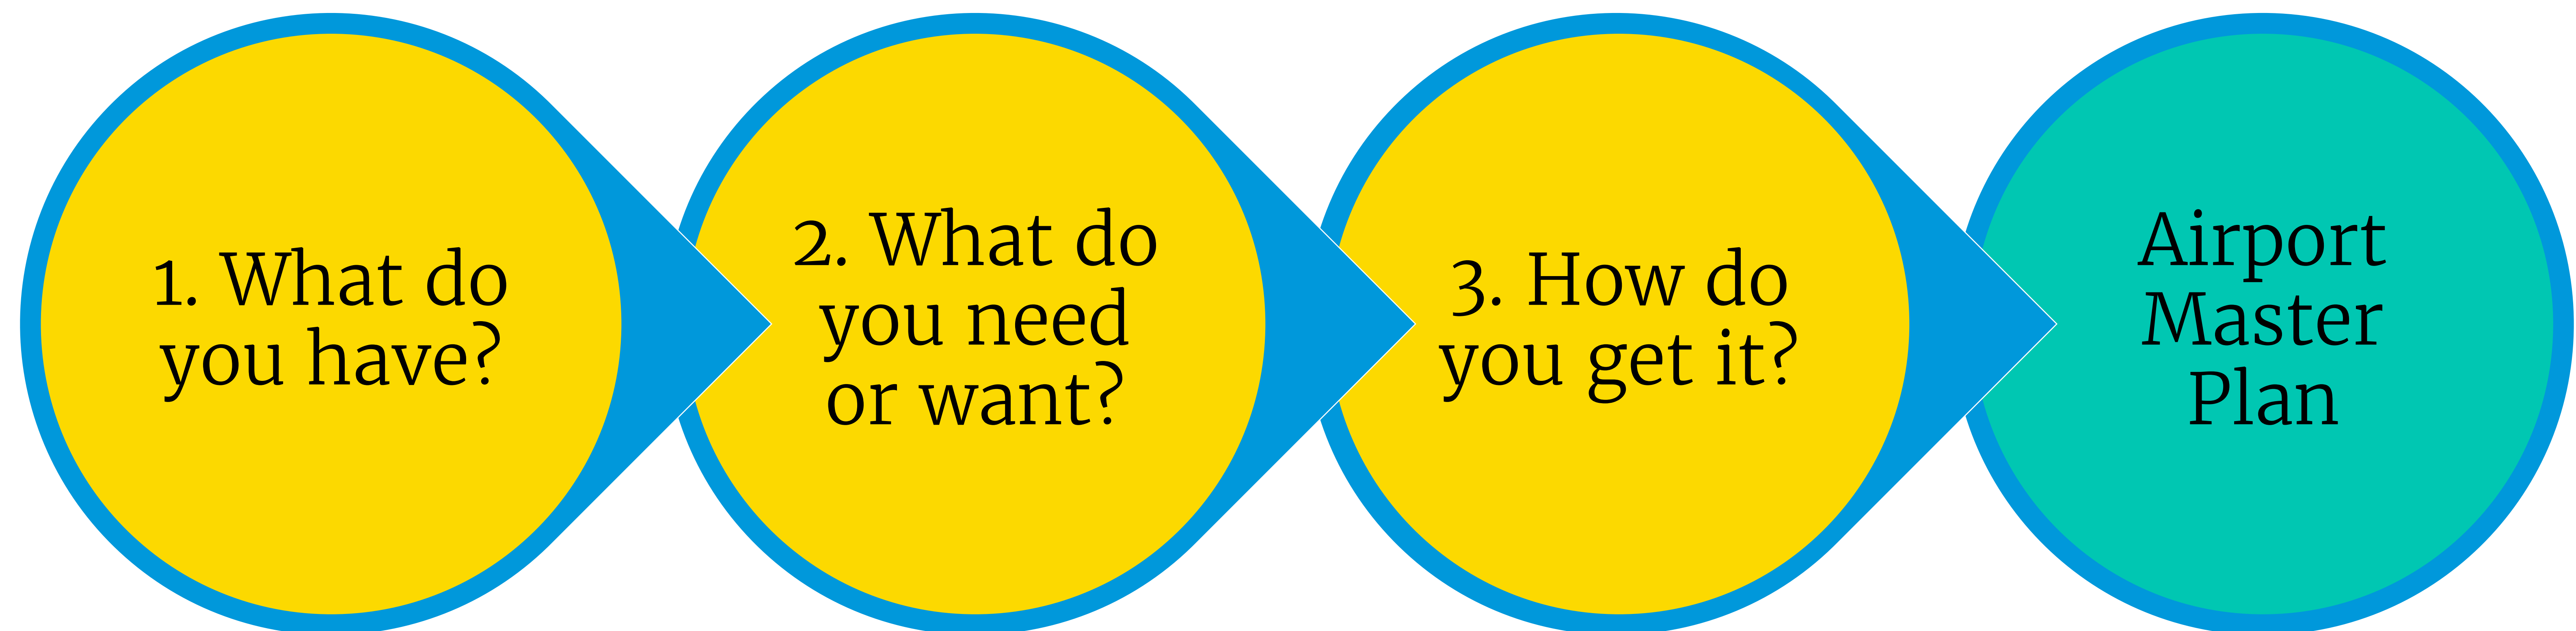 1. What do
you have?
2. What do
you need
or want?
3. How do
you get it?
Airport
Master
Plan